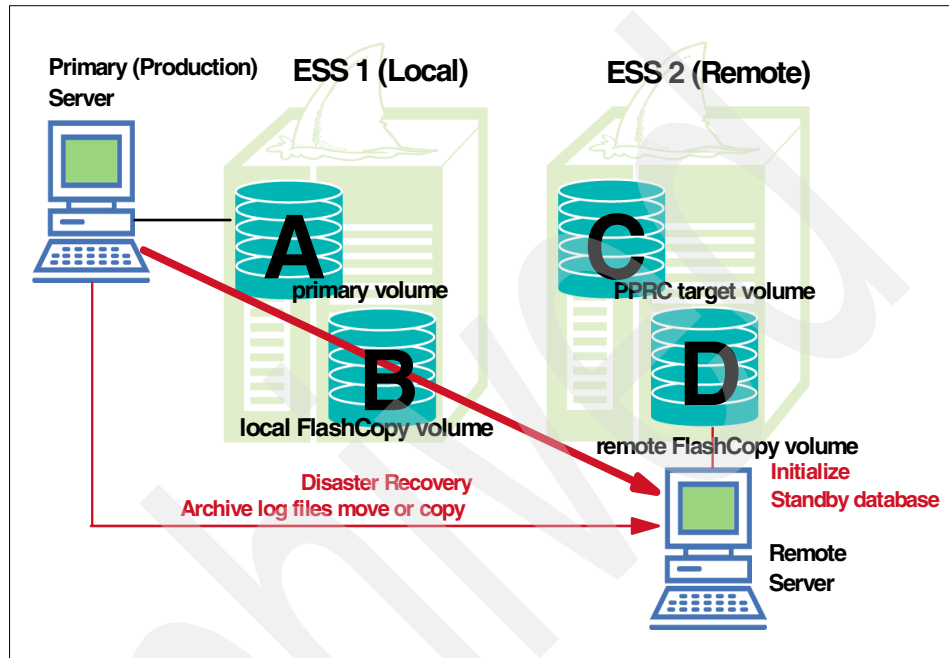 Primary (Production)
Server
ESS 1 (Local)
ESS 2 (Remote)
A
primary volume
B
local FlashCopy volume
C
PPRC target volume
D
remote FlashCopy volume
Disaster Recovery
Archive log files move or copy
Initialize
Standby database
Remote
Server